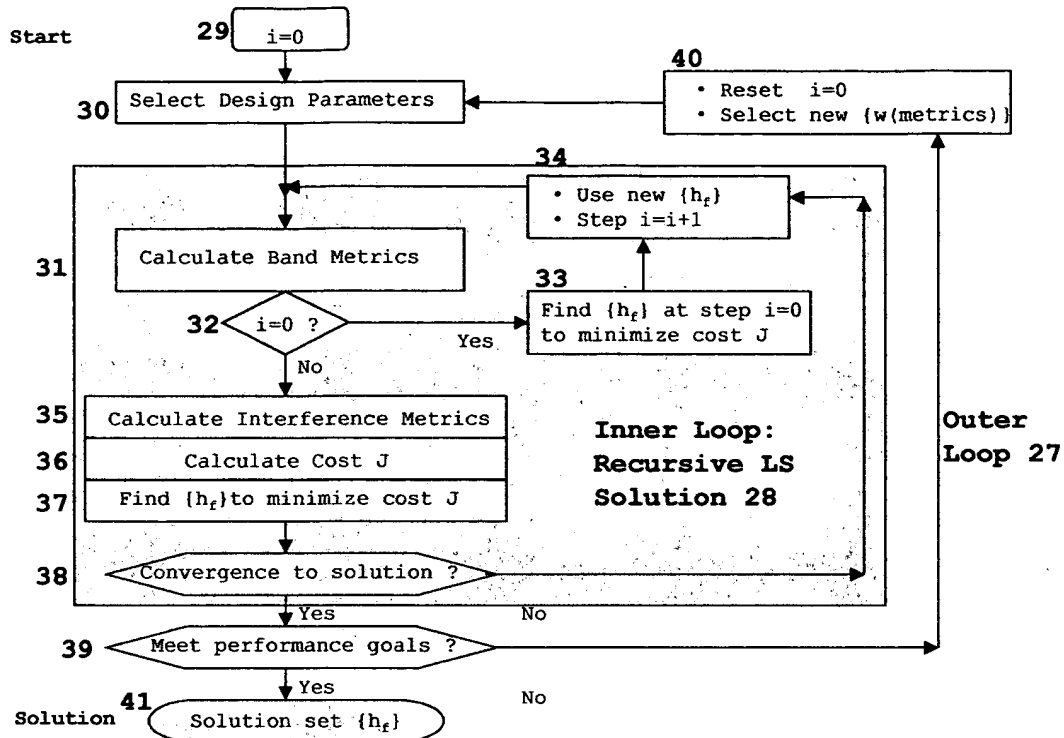 Start
29
i=0
40
• Reset i=0
• Select new {w(metrics)}
30
Select Design Parameters
34
• Use new {h_f}
• Step i=i+1
31
Calculate Band Metrics
33
Find {h_f} at step i=0
to minimize cost J
32
i=0 ?
Yes
No
35
Calculate Interference Metrics
36
Calculate Cost J
37
Find {h_f}to minimize cost J
Inner Loop:
Recursive LS
Solution 28
Outer
Loop 27
38
Convergence to solution ?
Yes
No
39
Meet performance goals ?
Yes
No
41
Solution
Solution set {h_f}